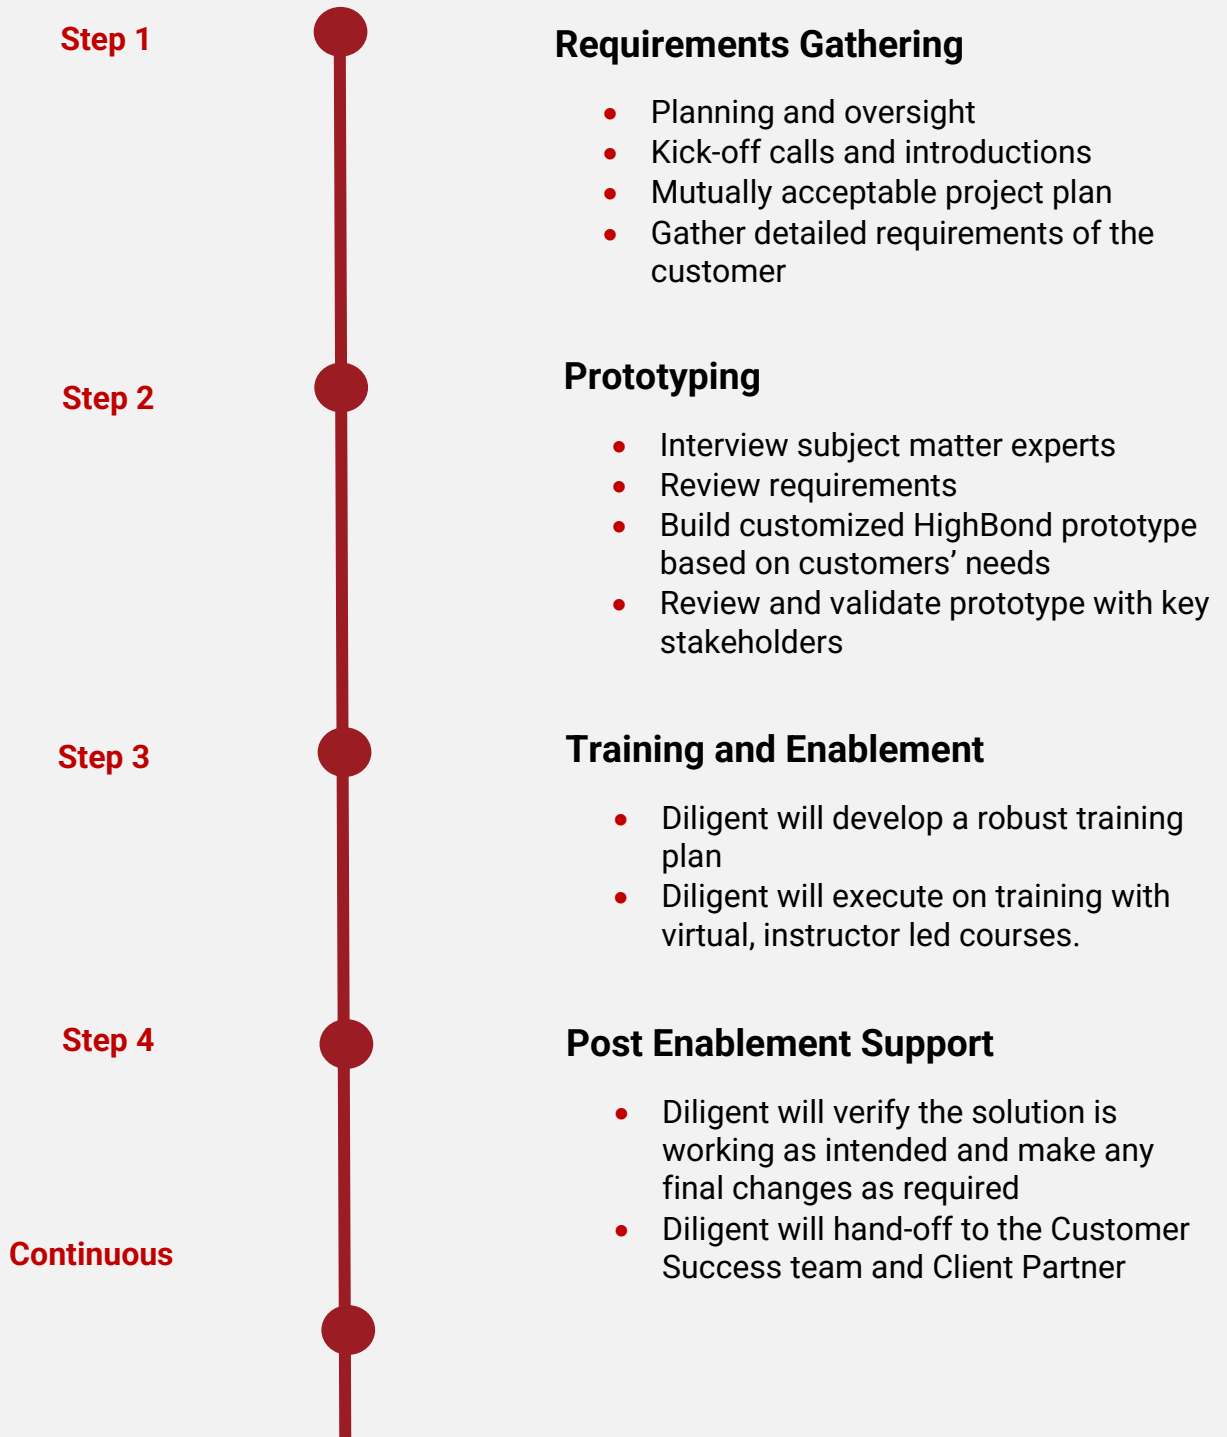 Step 1
Requirements Gathering
• Planning and oversight
• Kick-off calls and introductions
• Mutually acceptable project plan
• Gather detailed requirements of the
customer
Step 2
Prototyping
• Interview subject matter experts
• Review requirements
• Build customized HighBond prototype
based on customers’ needs
• Review and validate prototype with key
stakeholders
Step 3
Training and Enablement
• Diligent will develop a robust training
plan
• Diligent will execute on training with
virtual, instructor led courses.
Step 4
Post Enablement Support
• Diligent will verify the solution is
working as intended and make any
final changes as required
• Diligent will hand-off to the Customer
Success team and Client Partner
Continuous